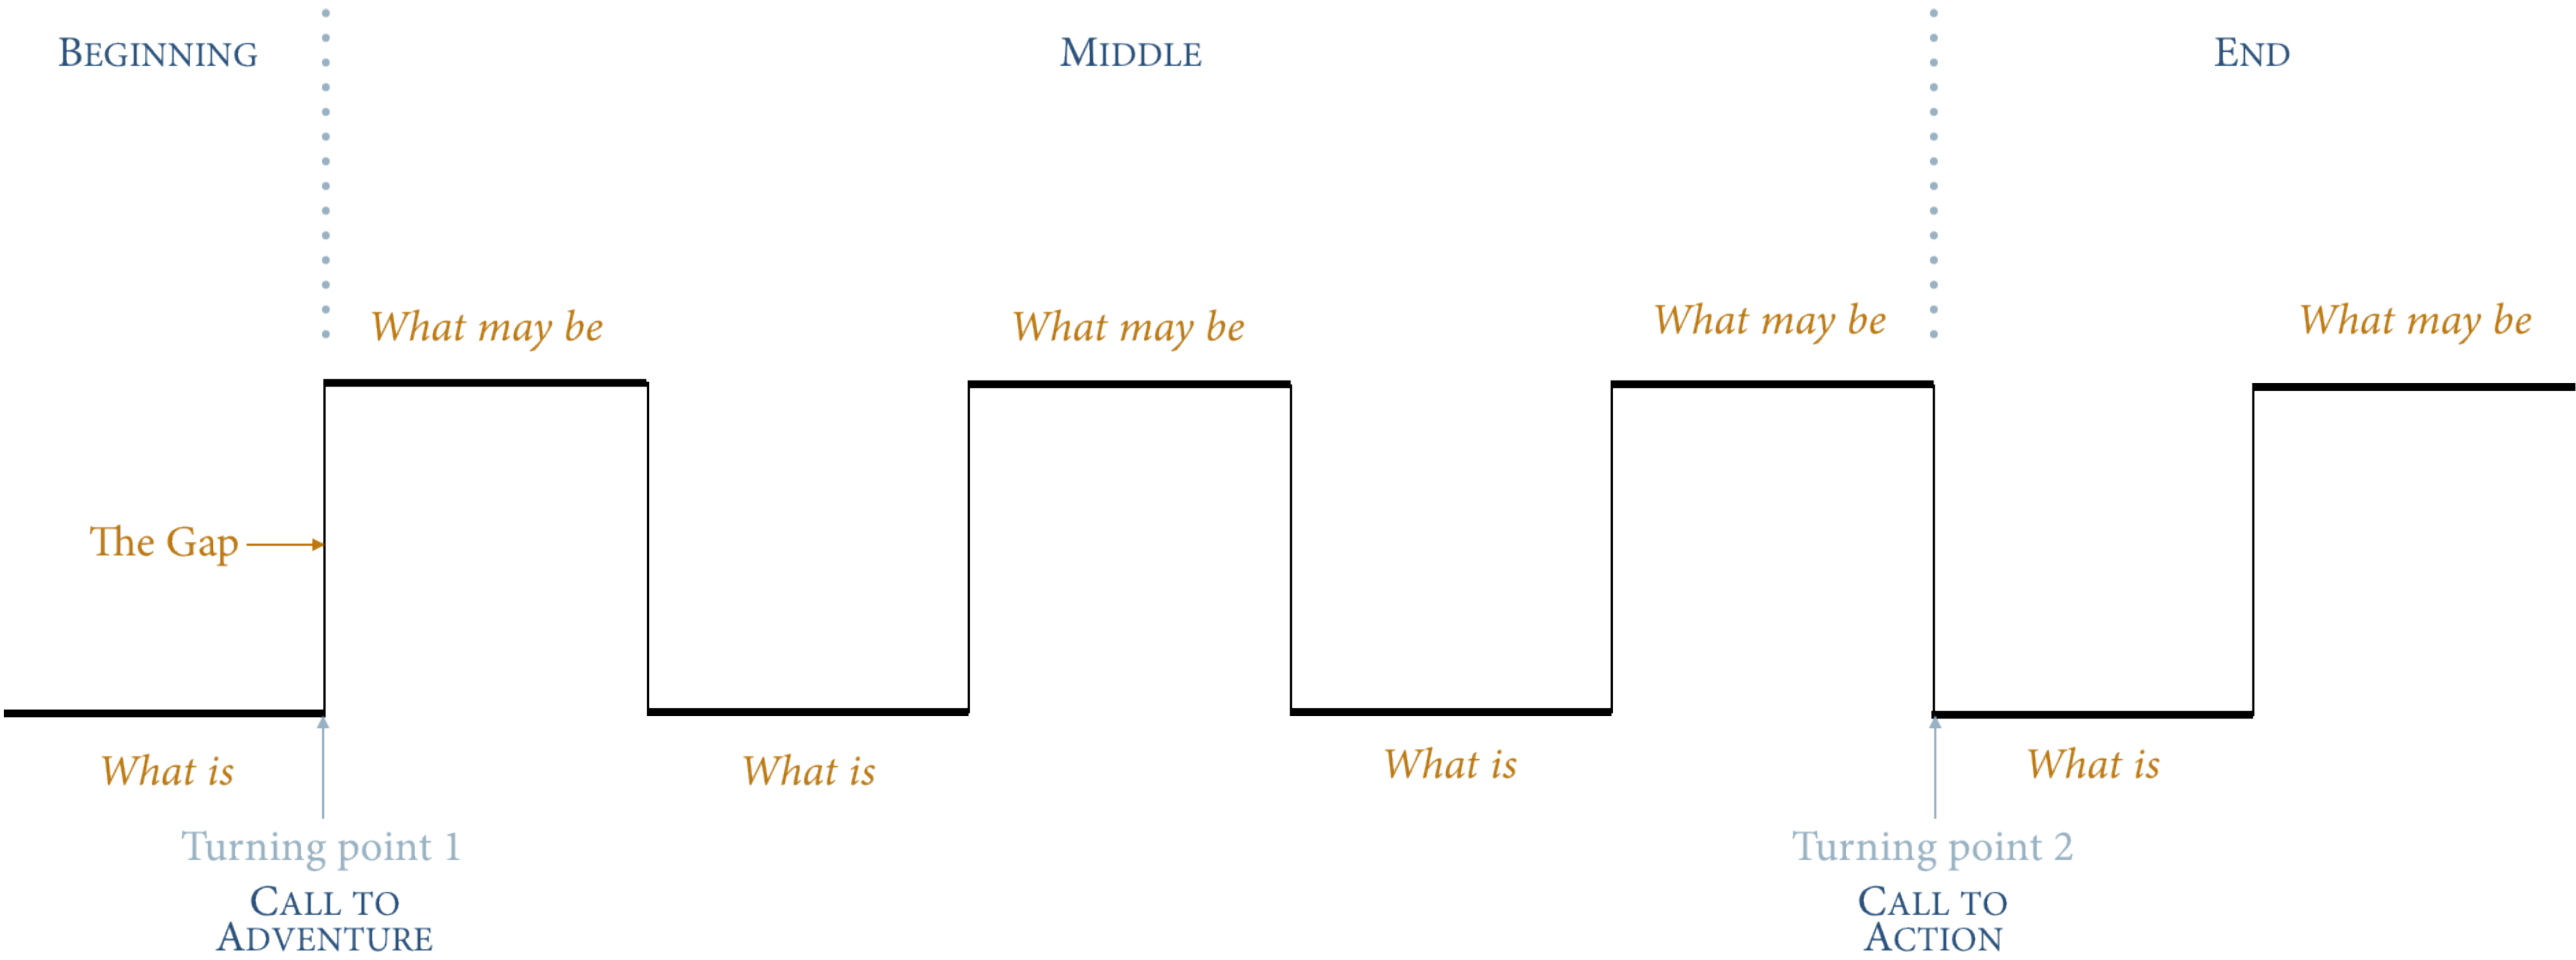 BEGINNING
MIDDLE
END
What may be
What may be
What may be
What may be
The Gap
What is
What is
What is
What is
Turning point 1
Turning point 2
CALL TO
ADVENTURE
CALL TO
ACTION